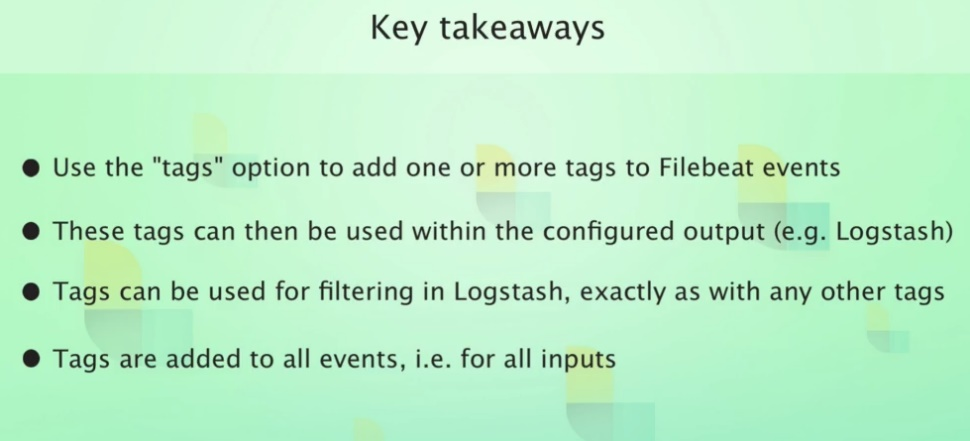 Key takeaways
● Use the "tags" option to add one or more tags to Filebeat events
● These tags can then be used within the configured output (e.g. Logstash)
● Tags can be used for filtering in Logstash, exactly as with any other tags
● Tags are added to all events, i.e. for all inputs